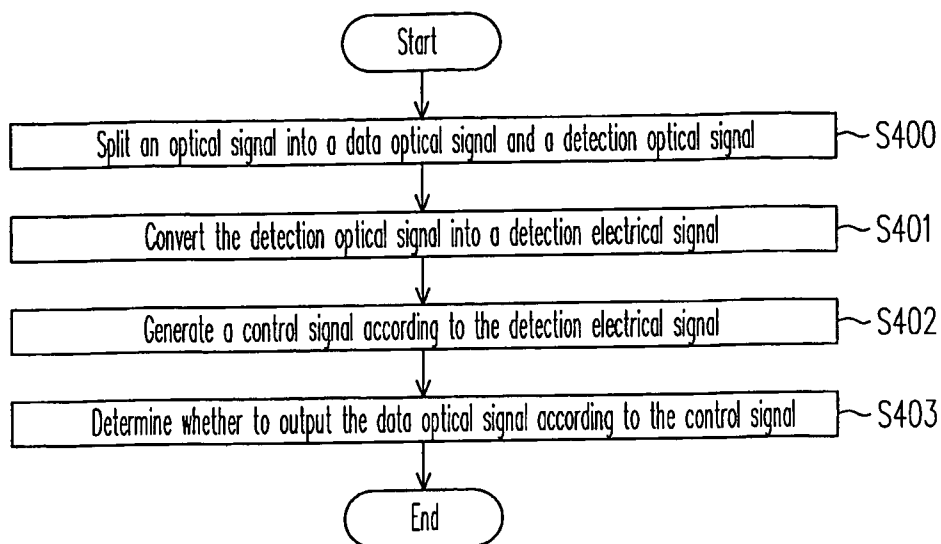 Start
Split an optical signal into a data optical signal and a detection optical signal
S400
Convert the detection optical signal into a detection electrical signal
S401
Generate a control signal according to the detection electrical signal
S402
Determine whether to output the data optical signal according to the control signal
S403
End